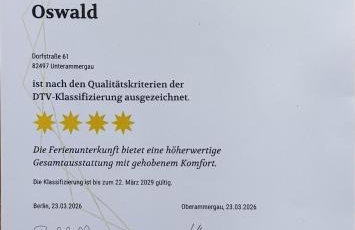 Oswald
Dorfstraße 61
82497 Unterammergau
ist nach den Qualitätskriterien der
DTV-Klassifizierung ausgezeichnet.
Die Ferienunterkunft bietet eine höherwertige
Gesamtausstattung mit gehobenem Komfort.
Die Klassifizierung ist bis zum 22. März 2029 gültig.
Berlin, 23.03.2026 Oberammergau, 23.03.2026